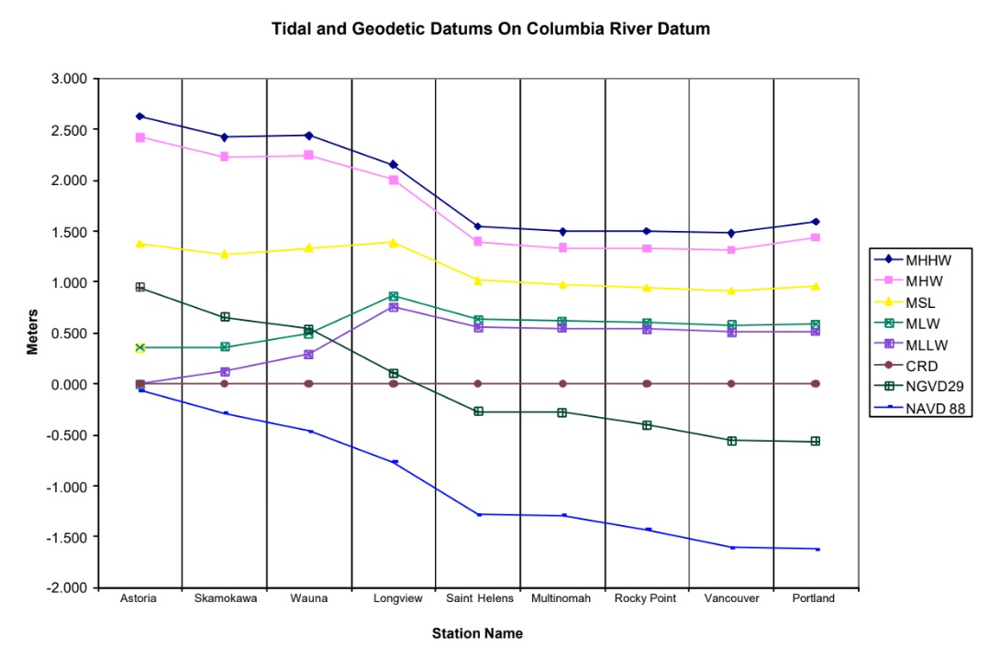 Tidal and Geodetic Datums On Columbia River Datum
3.000
2.500
2.000
1.500
1.000
0.500
0.000
-0.500
-1.000
-1.500
-2.000
Meters
Astoria Skamokawa Wauna Longview Saint Helens Multinomah Rocky Point Vancouver Portland
Station Name
MHHW
MHW
MSL
MLW
MLLW
CRD
NGVD29
NAVD 88